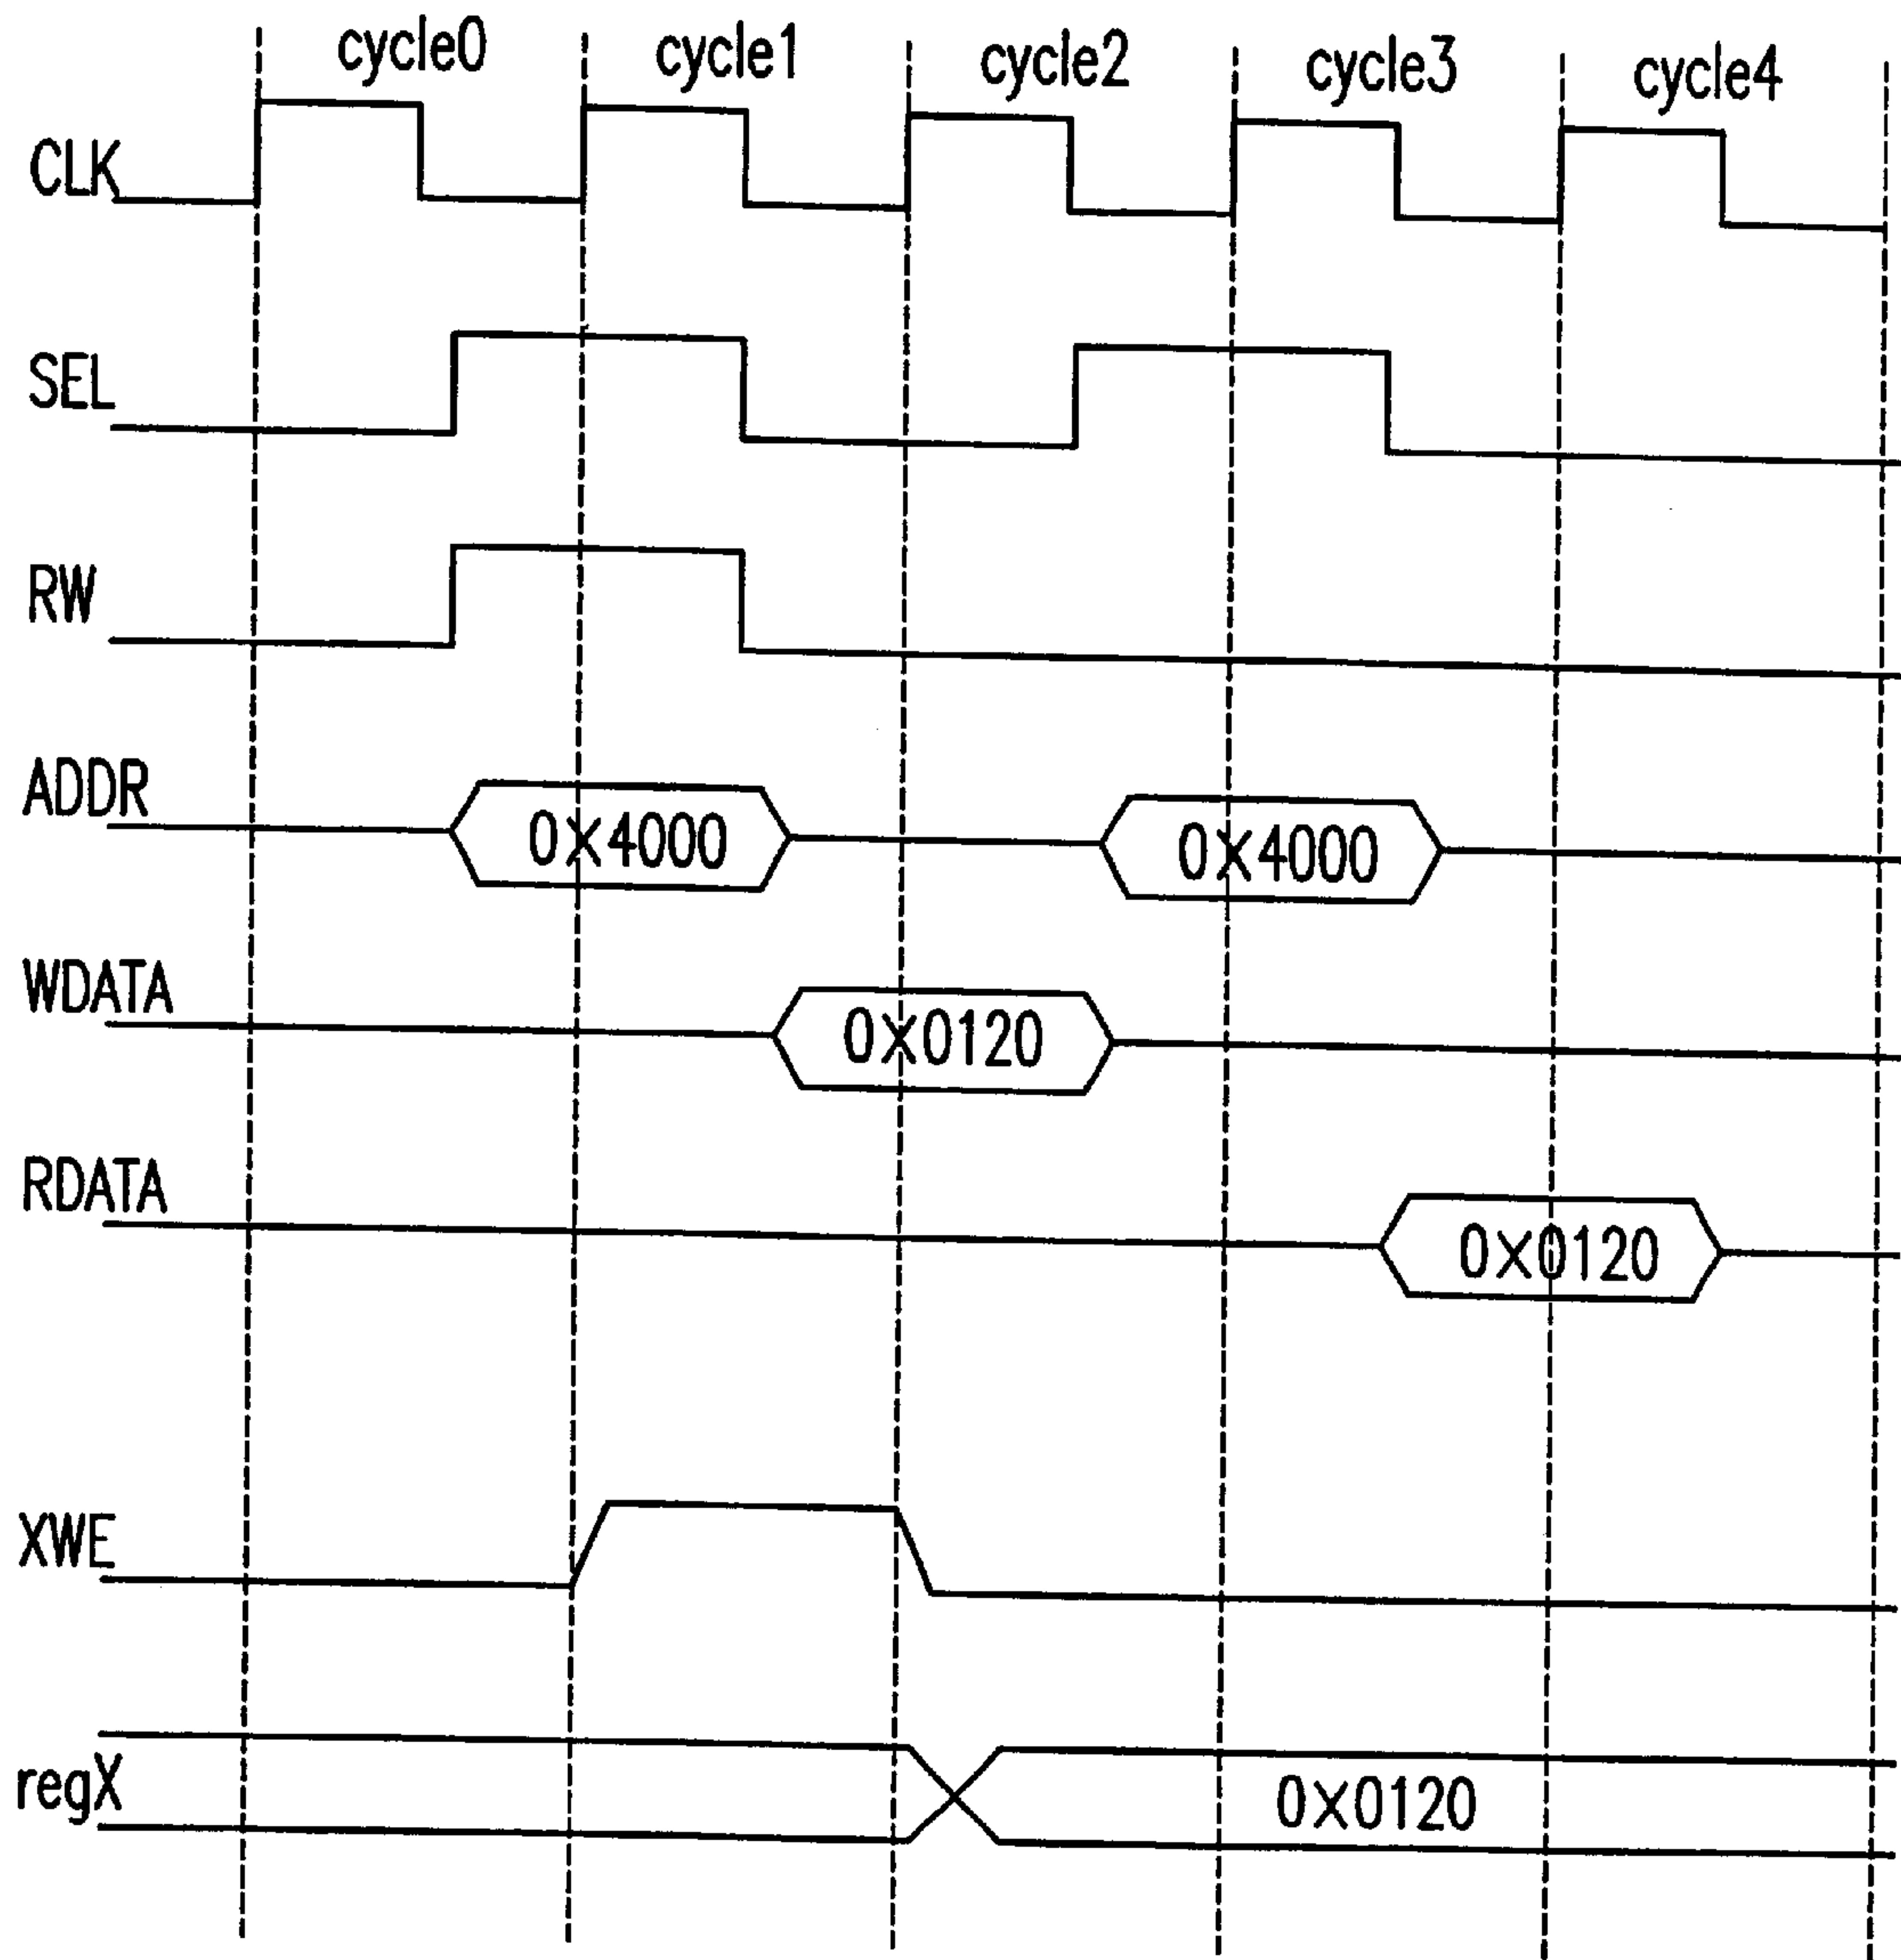 cycle0 cycle1 cycle2 cycle3 cycle4
CLK
SEL
RW
ADDR 0X4000 0X4000
WDATA 0X0120
RDATA 0X0120
XWE
regX 0X0120